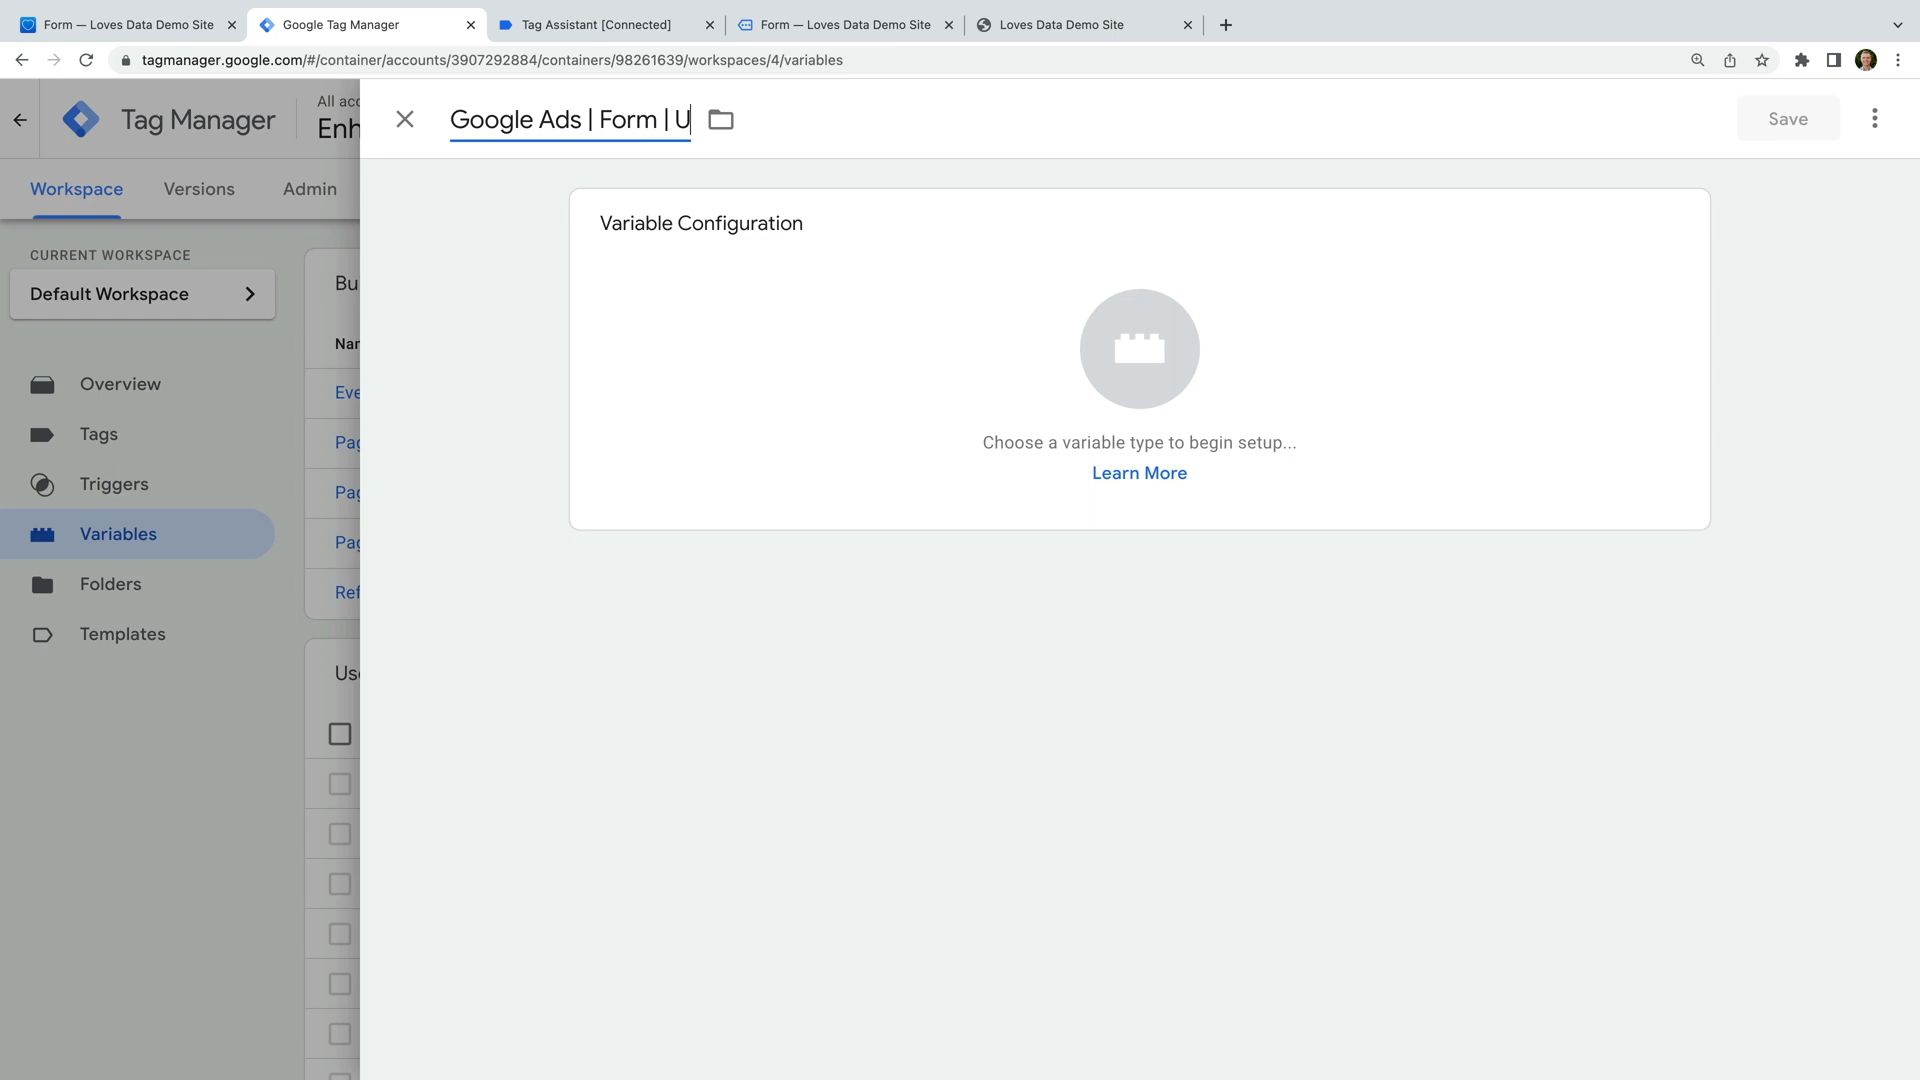 Form — Loves Data Demo Site
Google Tag Manager
Tag Assistant [Connected]
Form — Loves Data Demo Site
Loves Data Demo Site
tagmanager.google.com/#/container/accounts/3907292884/containers/98261639/workspaces/4/variables
Tag Manager
All acc
Enh
Google Ads | Form | U
Save
Workspace
Versions
Admin
Variable Configuration
CURRENT WORKSPACE
Default Workspace
Bu
Nar
Overview
Eve
Tags
Pag
Choose a variable type to begin setup...
Learn More
Triggers
Pag
Variables
Pag
Folders
Ref
Templates
Use